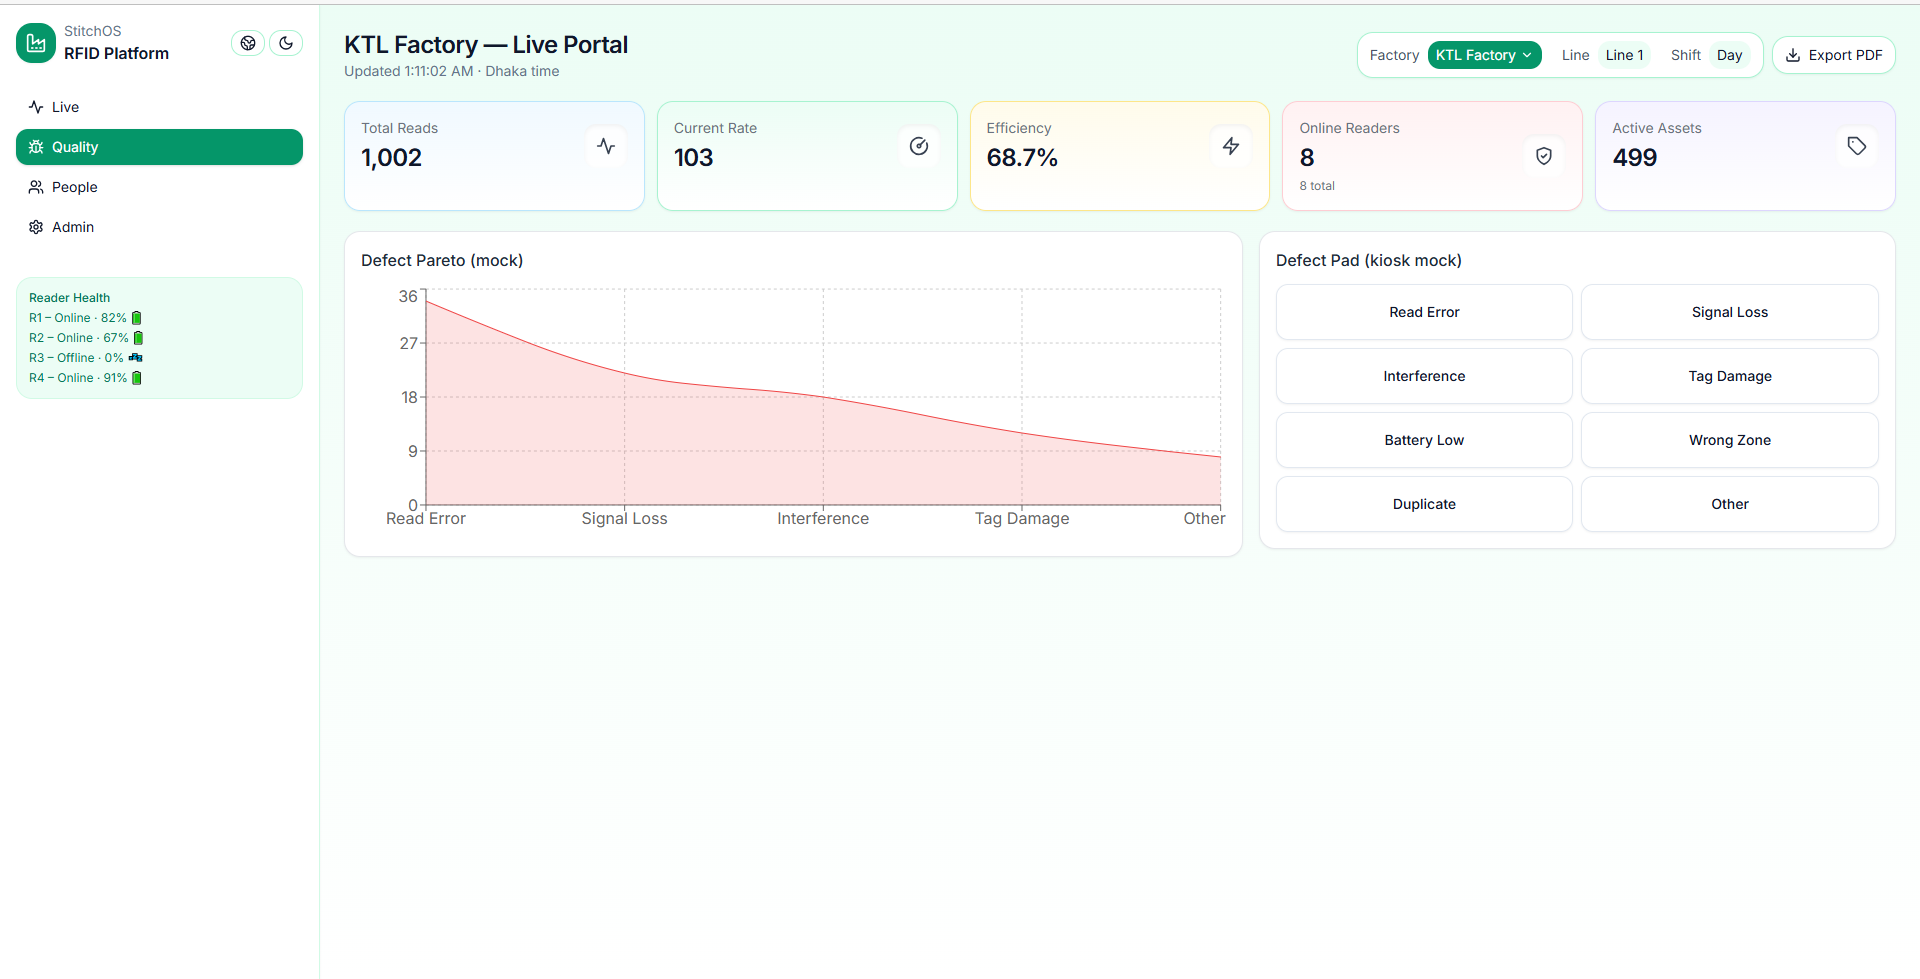 StitchOS
RFID Platform
Live
Quality
People
Admin
Reader Health
R1 – Online · 82%
R2 – Online · 67%
R3 – Offline · 0%
R4 – Online · 91%
KTL Factory — Live Portal
Updated 1:11:02 AM · Dhaka time
Factory KTL Factory Line Line 1 Shift Day Export PDF
Total Reads
1,002
Current Rate
103
Efficiency
68.7%
Online Readers
8
8 total
Active Assets
499
Defect Pareto (mock)
36
27
18
9
0
Read Error Signal Loss Interference Tag Damage Other
Defect Pad (kiosk mock)
Read Error Signal Loss
Interference Tag Damage
Battery Low Wrong Zone
Duplicate Other